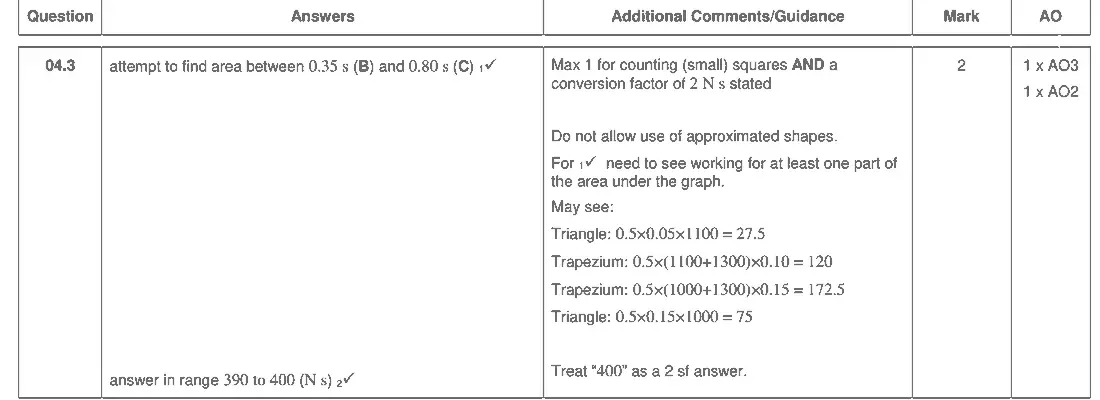 Question Answers Additional Comments/Guidance Mark AO
04.3 attempt to find area between 0.35 s (B) and 0.80 s (C) 1✓ Max 1 for counting (small) squares AND a 2 1 x AO3
conversion factor of 2 N s stated
1 x AO2
Do not allow use of approximated shapes.
For 1✓ need to see working for at least one part of
the area under the graph.
May see:
Triangle: 0.5×0.05×1100 = 27.5
Trapezium: 0.5×(1100+1300)×0.10 = 120
Trapezium: 0.5×(1000+1300)×0.15 = 172.5
Triangle: 0.5×0.15×1000 = 75
Treat "400" as a 2 sf answer.
answer in range 390 to 400 (N s) 2✓